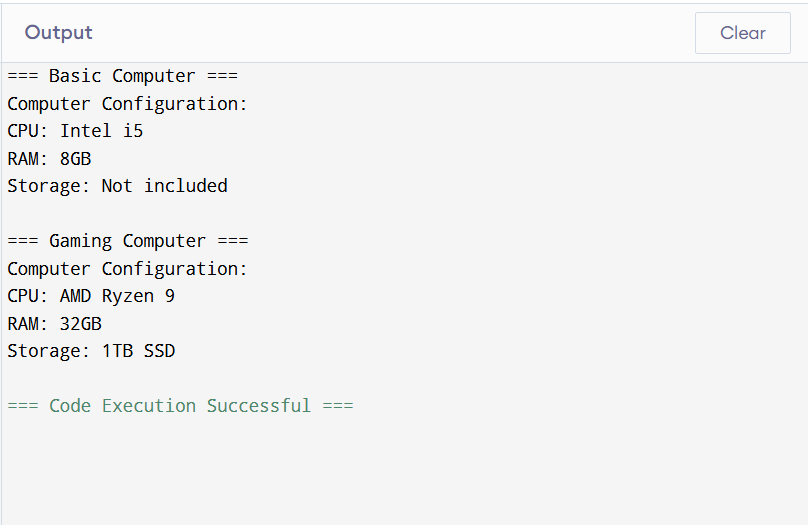 Output
Clear
=== Basic Computer ===
Computer Configuration:
CPU: Intel i5
RAM: 8GB
Storage: Not included
=== Gaming Computer ===
Computer Configuration:
CPU: AMD Ryzen 9
RAM: 32GB
Storage: 1TB SSD
=== Code Execution Successful ===